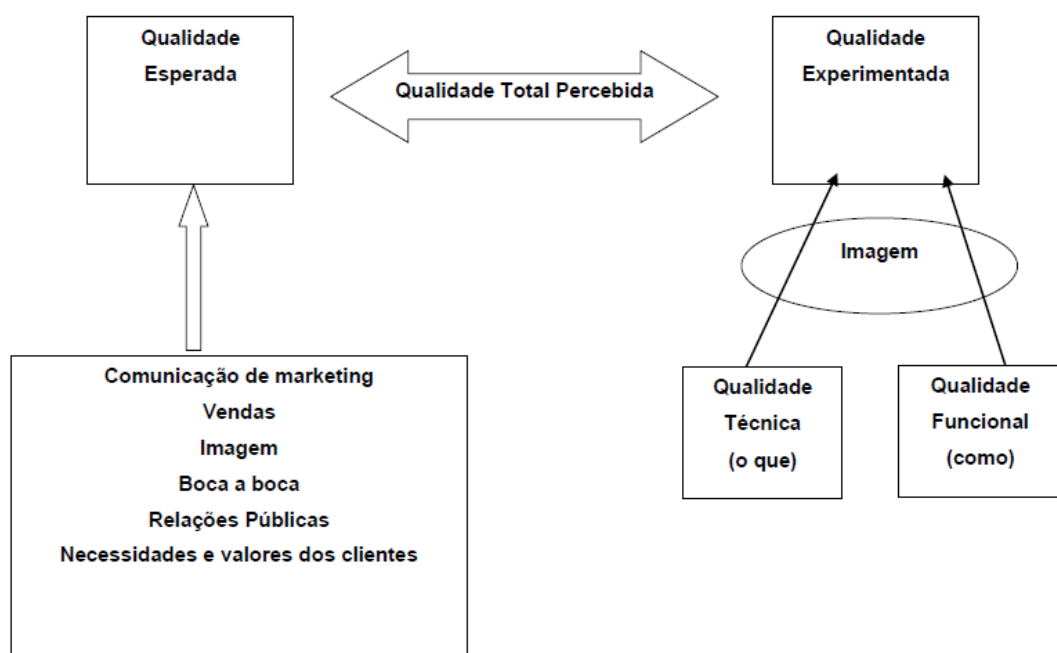 Qualidade
Esperada
Qualidade Total Percebida
Qualidade
Experimentada
Imagem
Comunicação de marketing
Vendas
Imagem
Boca a boca
Relações Públicas
Necessidades e valores dos clientes
Qualidade
Técnica
(o que)
Qualidade
Funcional
(como)